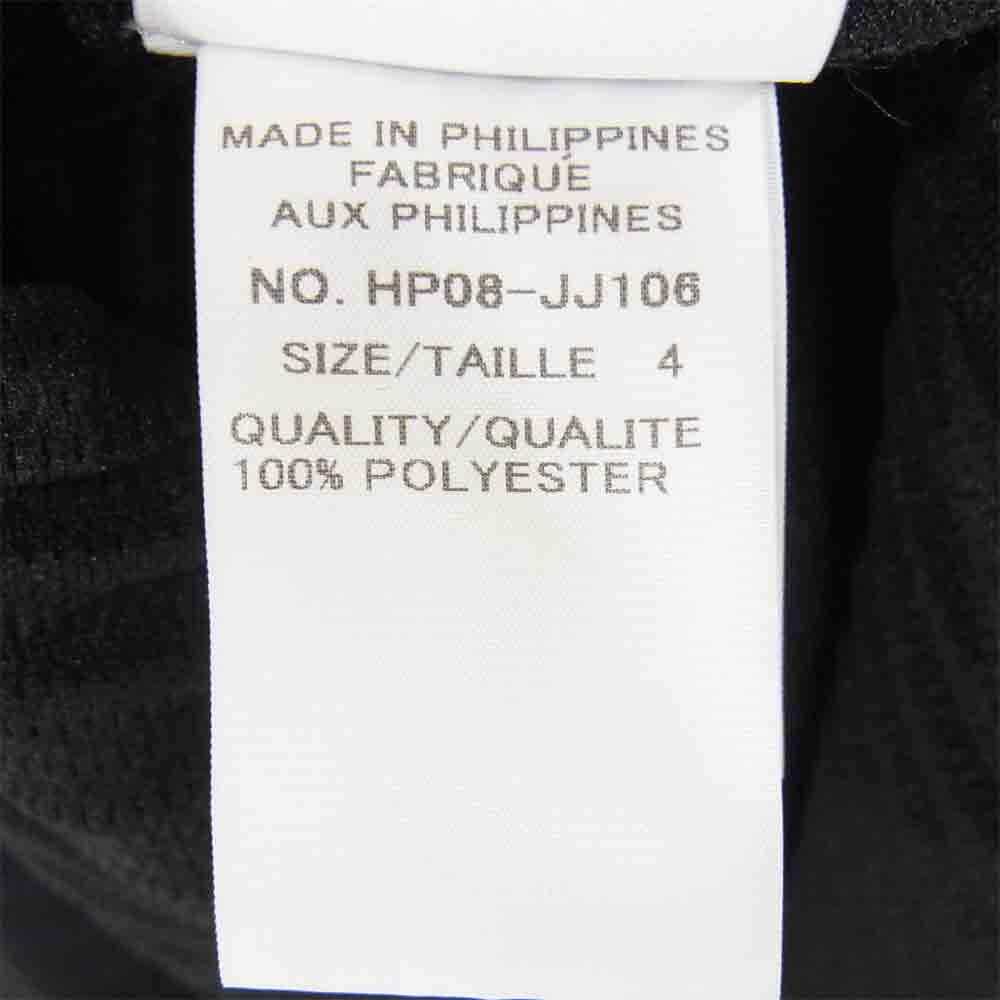 MADE IN PHILIPPINES
FABRIQUÉ
AUX PHILIPPINES
NO. HP08-JJ106
SIZE/TAILLE 4
QUALITY/QUALITE
100% POLYESTER